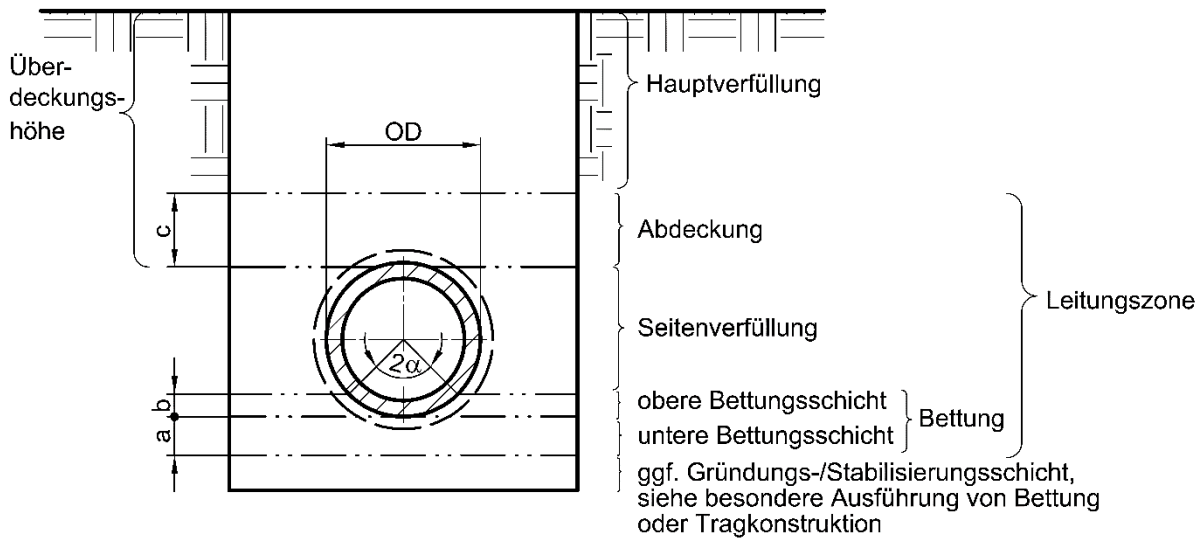 Über-
deckungs-
höhe
Hauptverfüllung
OD
c
Abdeckung
Seitenverfüllung
Leitungszone
2α
b
a
obere Bettungsschicht
untere Bettungsschicht
Bettung
ggf. Gründungs-/Stabilisierungsschicht,
siehe besondere Ausführung von Bettung
oder Tragkonstruktion